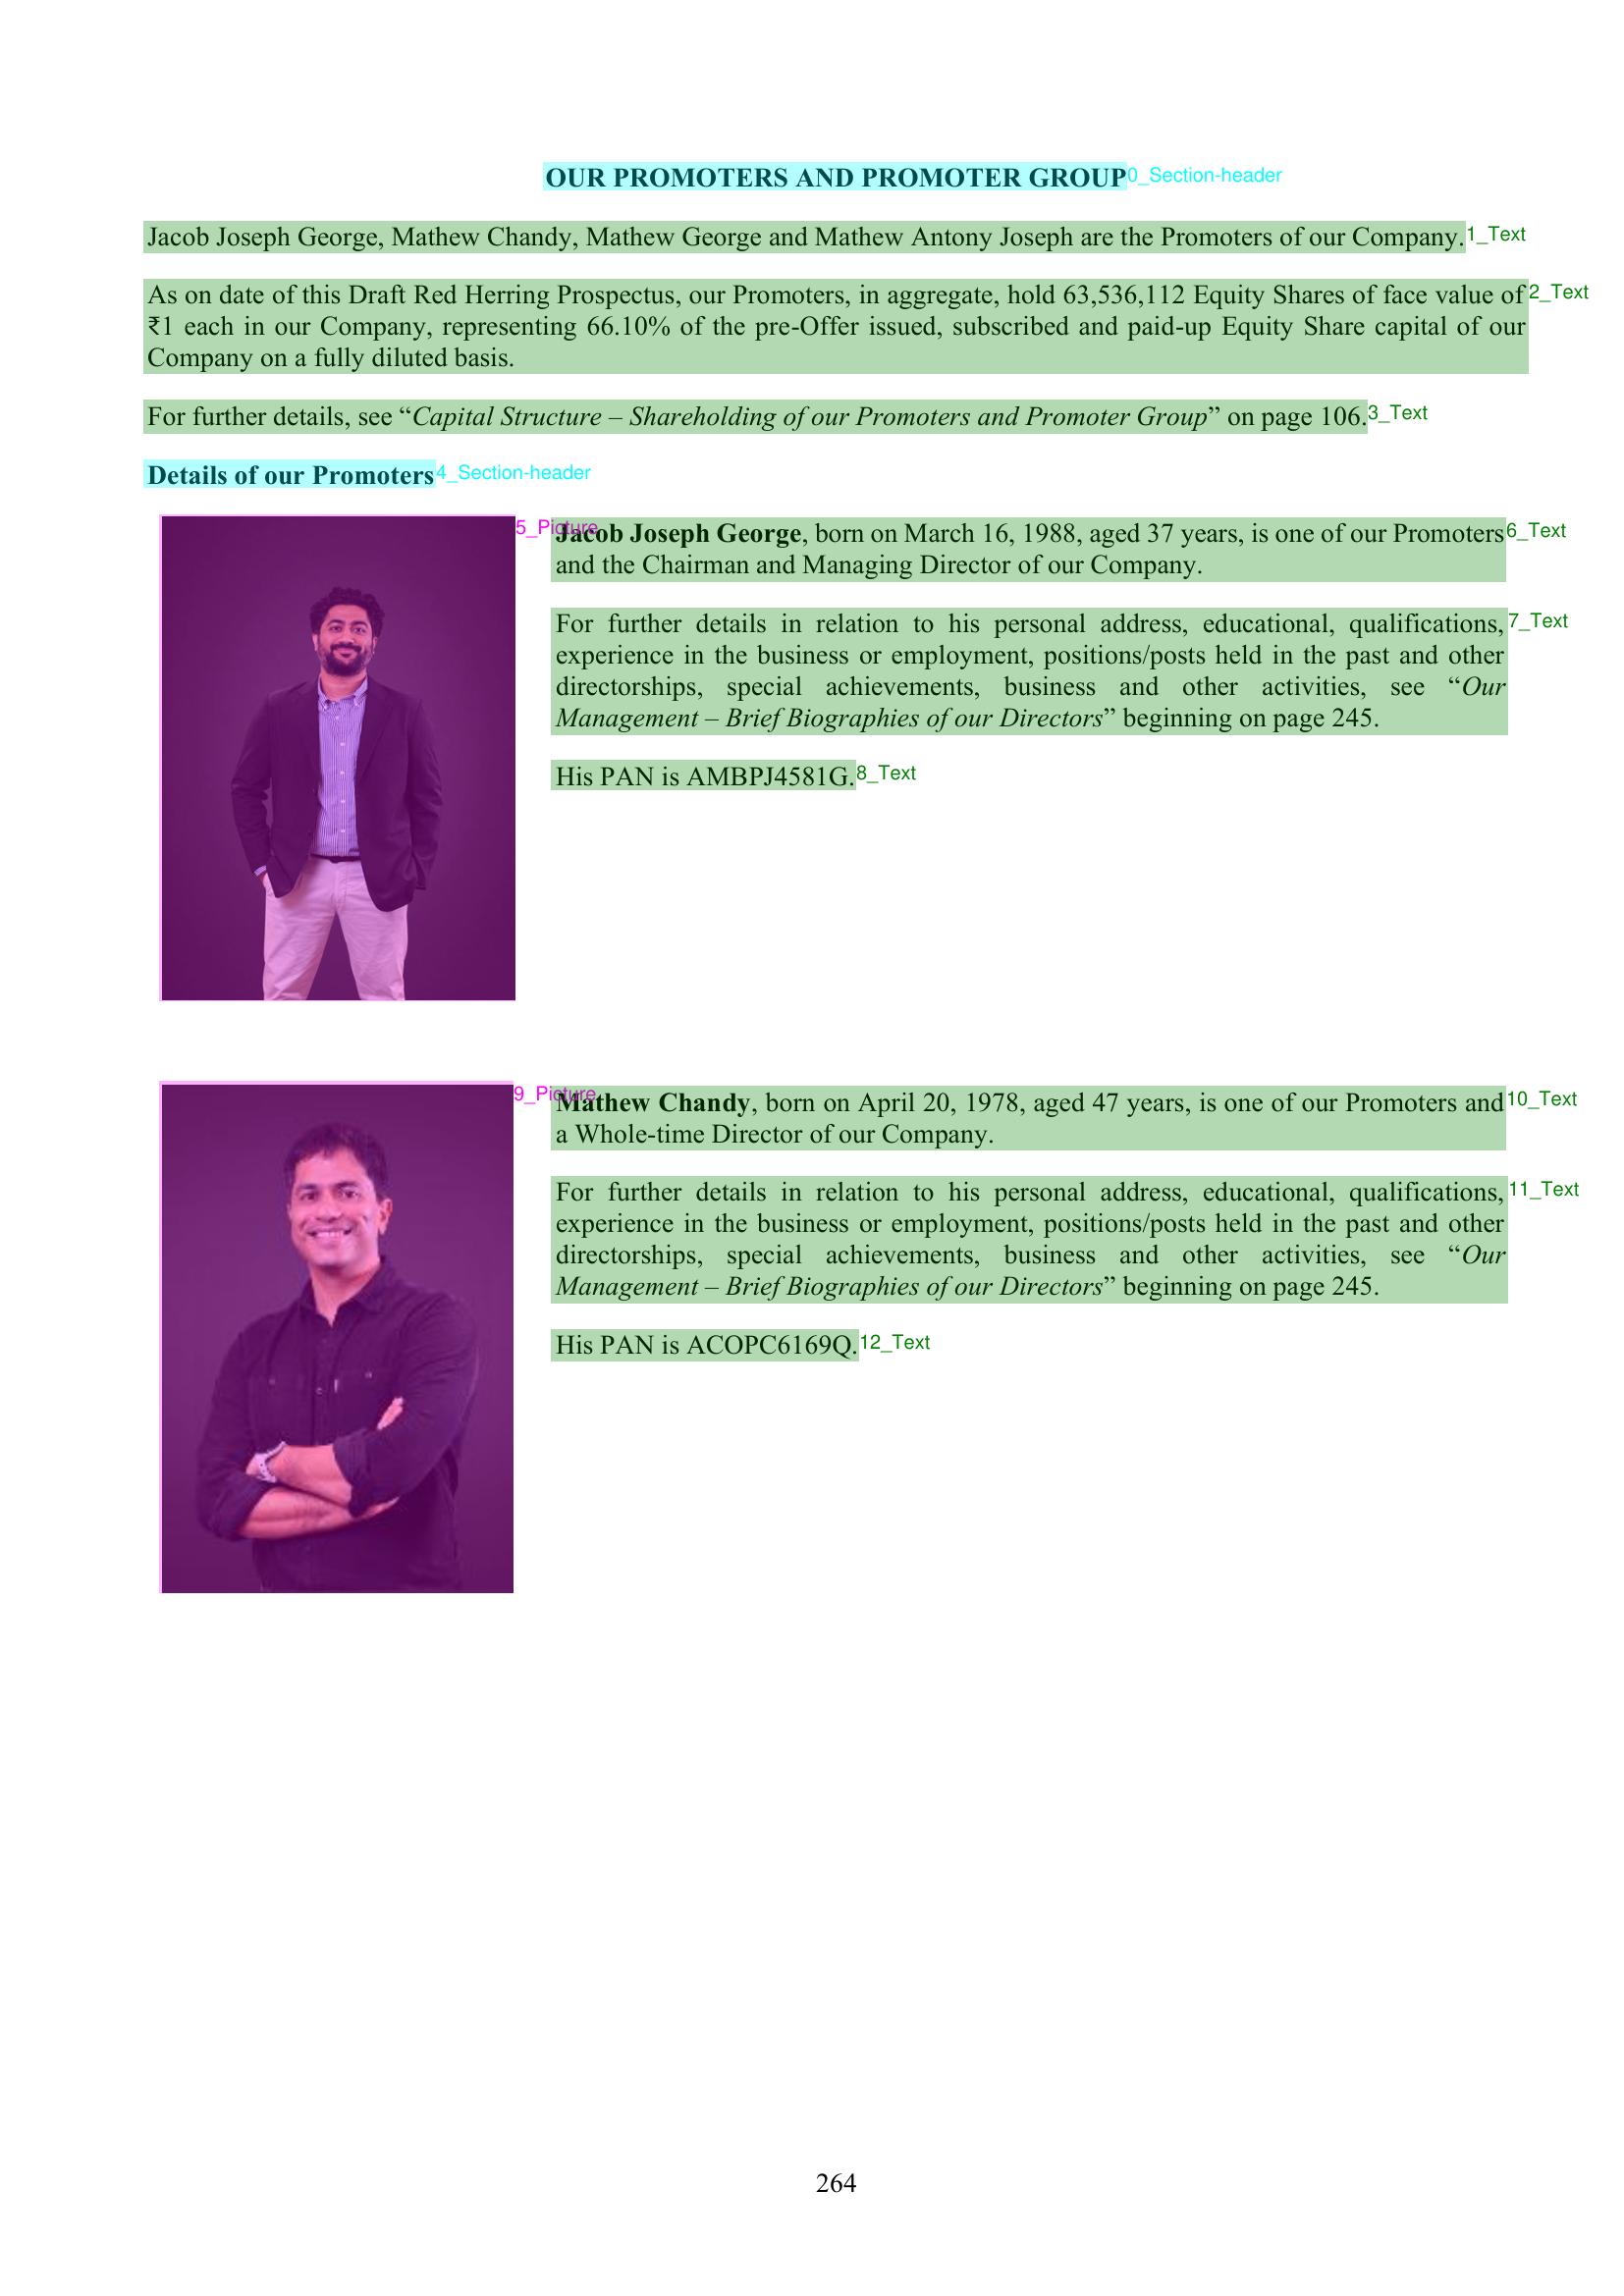 OUR PROMOTERS AND PROMOTER GROUP 0_Section-header
Jacob Joseph George, Mathew Chandy, Mathew George and Mathew Antony Joseph are the Promoters of our Company. 1_Text
As on date of this Draft Red Herring Prospectus, our Promoters, in aggregate, hold 63,536,112 Equity Shares of face value of 2_Text
₹1 each in our Company, representing 66.10% of the pre-Offer issued, subscribed and paid-up Equity Share capital of our
Company on a fully diluted basis.
For further details, see “Capital Structure – Shareholding of our Promoters and Promoter Group” on page 106. 3_Text
Details of our Promoters 4_Section-header
5_Picture
Jacob Joseph George, born on March 16, 1988, aged 37 years, is one of our Promoters 6_Text
and the Chairman and Managing Director of our Company.
For further details in relation to his personal address, educational, qualifications, 7_Text
experience in the business or employment, positions/posts held in the past and other
directorships, special achievements, business and other activities, see “Our
Management – Brief Biographies of our Directors” beginning on page 245.
His PAN is AMBPJ4581G. 8_Text
9_Picture
Mathew Chandy, born on April 20, 1978, aged 47 years, is one of our Promoters and 10_Text
a Whole-time Director of our Company.
For further details in relation to his personal address, educational, qualifications, 11_Text
experience in the business or employment, positions/posts held in the past and other
directorships, special achievements, business and other activities, see “Our
Management – Brief Biographies of our Directors” beginning on page 245.
His PAN is ACOPC6169Q. 12_Text
264